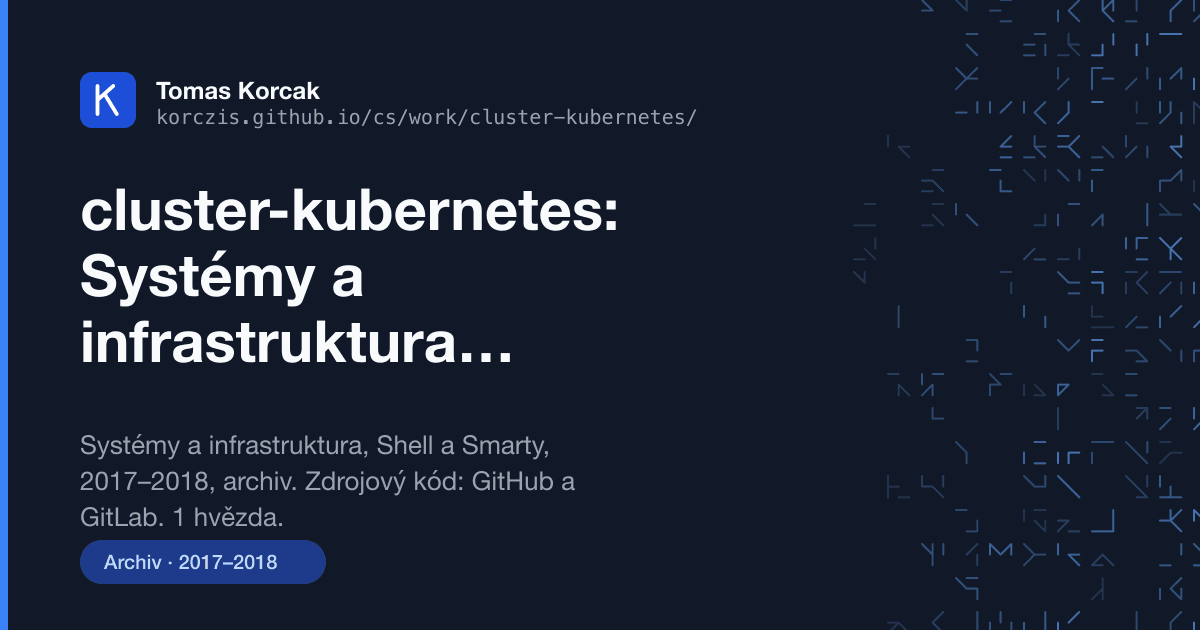 K
Tomas Korcak
korczis.github.io/cs/work/cluster-kubernetes/
cluster-kubernetes:
Systémy a
infrastruktura…
Systémy a infrastruktura, Shell a Smarty,
2017–2018, archiv. Zdrojový kód: GitHub a
GitLab. 1 hvězda.
Archiv · 2017–2018